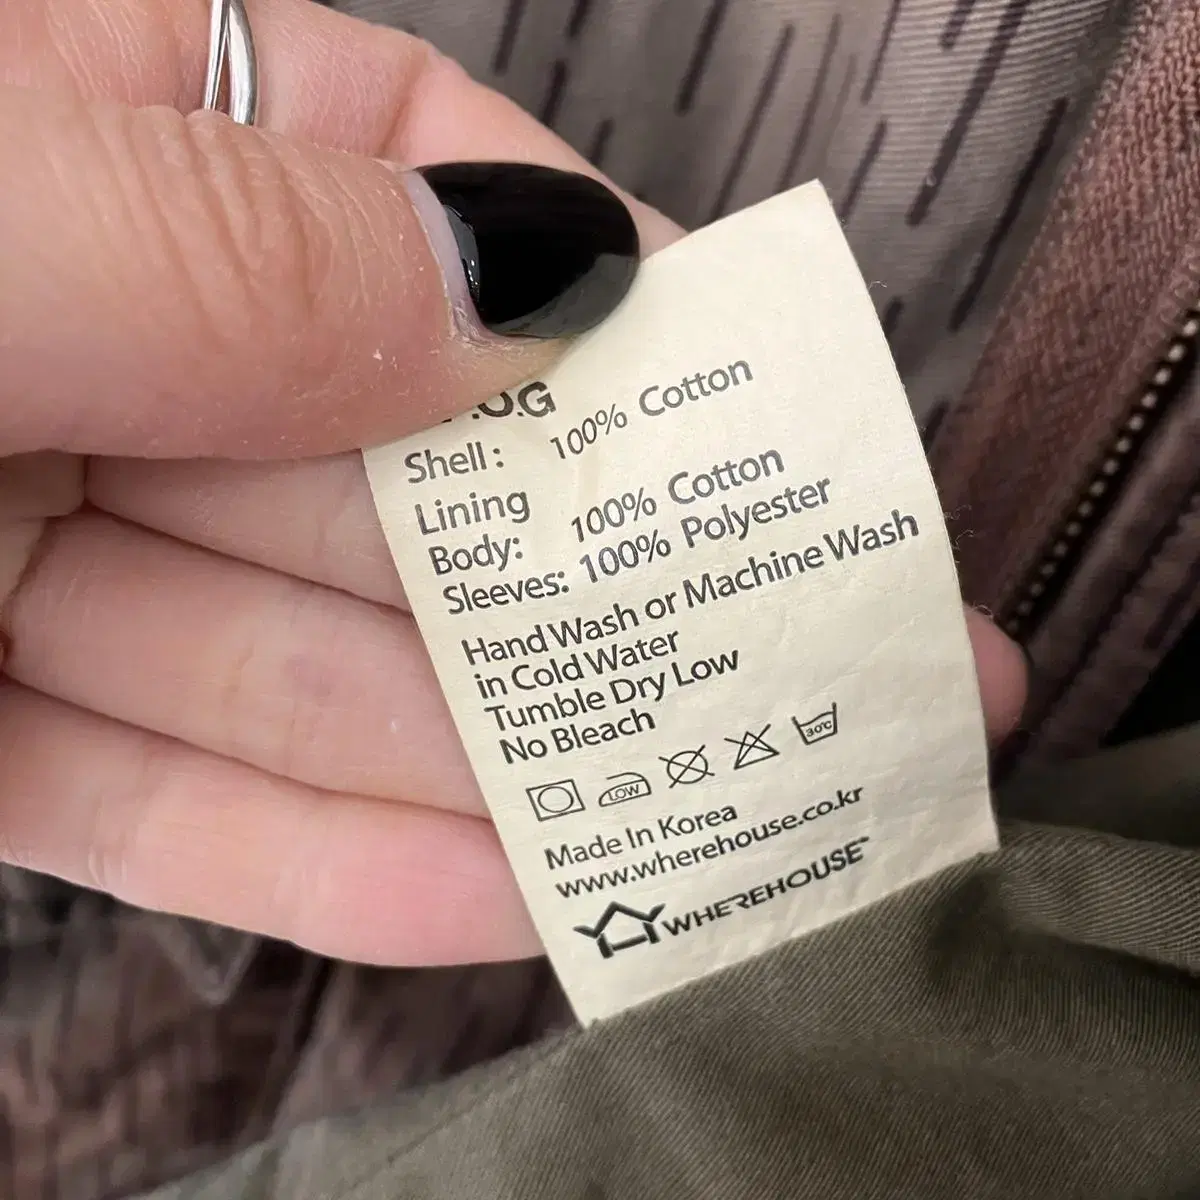 .O.G
Shell: 100% Cotton
Lining
Body: 100% Cotton
Sleeves: 100% Polyester
Hand Wash or Machine Wash
in Cold Water
Tumble Dry Low
No Bleach
LOW
30℃
Made In Korea
www.wherehouse.co.kr
WHEREHOUSE